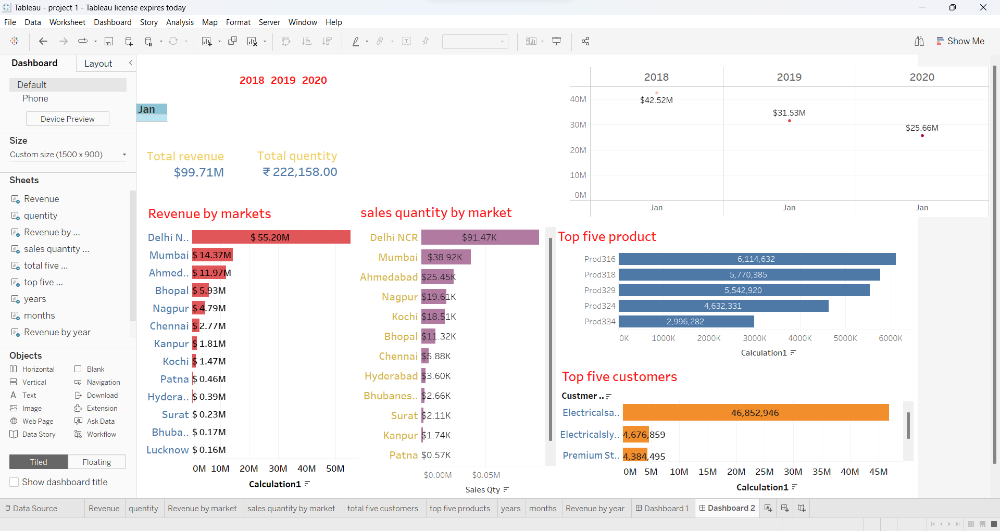 Tableau - project 1 - Tableau license expires today
File Data Worksheet Dashboard Story Analysis Map Format Server Window Help
Show Me
Dashboard Layout
Default
Phone
Device Preview
Size
Custom size (1500 x 900)
Sheets
Revenue
quentity
Revenue by ...
sales quantity ...
total five ...
top five ...
years
months
Revenue by year
Objects
Horizontal Blank
Vertical Navigation
Text Download
Image Extension
Web Page Ask Data
Data Story Workflow
Tiled Floating
Show dashboard title
2018 2019 2020
Jan
Total revenue
$99.71M
Total quentity
₹ 222,158.00
2018 2019 2020
40M
30M
20M
10M
0M
$42.52M
$31.53M
$25.66M
Jan Jan Jan
Revenue by markets
Delhi N.. $ 55.20M
Mumbai $ 14.37M
Ahmed.. $ 11.97M
Bhopal $ 5.93M
Nagpur $ 4.79M
Chennai $ 2.77M
Kanpur $ 1.81M
Kochi $ 1.47M
Patna $ 0.46M
Hydera.. $ 0.39M
Surat $ 0.23M
Bhuba.. $ 0.17M
Lucknow $ 0.16M
0M 10M 20M 30M 40M 50M
Calculation1
sales quantity by market
Delhi NCR $91.47K
Mumbai $38.92K
Ahmedabad $25.45K
Nagpur $19.61K
Kochi $18.51K
Bhopal $11.32K
Chennai $5.88K
Hyderabad $3.60K
Bhubanes.. $2.66K
Surat $2.11K
Kanpur $1.74K
Patna $0.57K
$0.00M $0.05M
Sales Qty
Top five product
Prod316 6,114,632
Prod318 5,770,385
Prod329 5,542,920
Prod324 4,632,331
Prod334 2,996,282
0K 1000K 2000K 3000K 4000K 5000K 6000K
Calculation1
Top five customers
Custmer ..
Electricalsa.. 46,852,946
Electricalsly.. 4,676,859
Premium St.. 4,384,495
0M 5M 10M 15M 20M 25M 30M 35M 40M 45M
Calculation1
Data Source Revenue quentity Revenue by market sales quantity by market total five customers top five products years months Revenue by year Dashboard 1 Dashboard 2